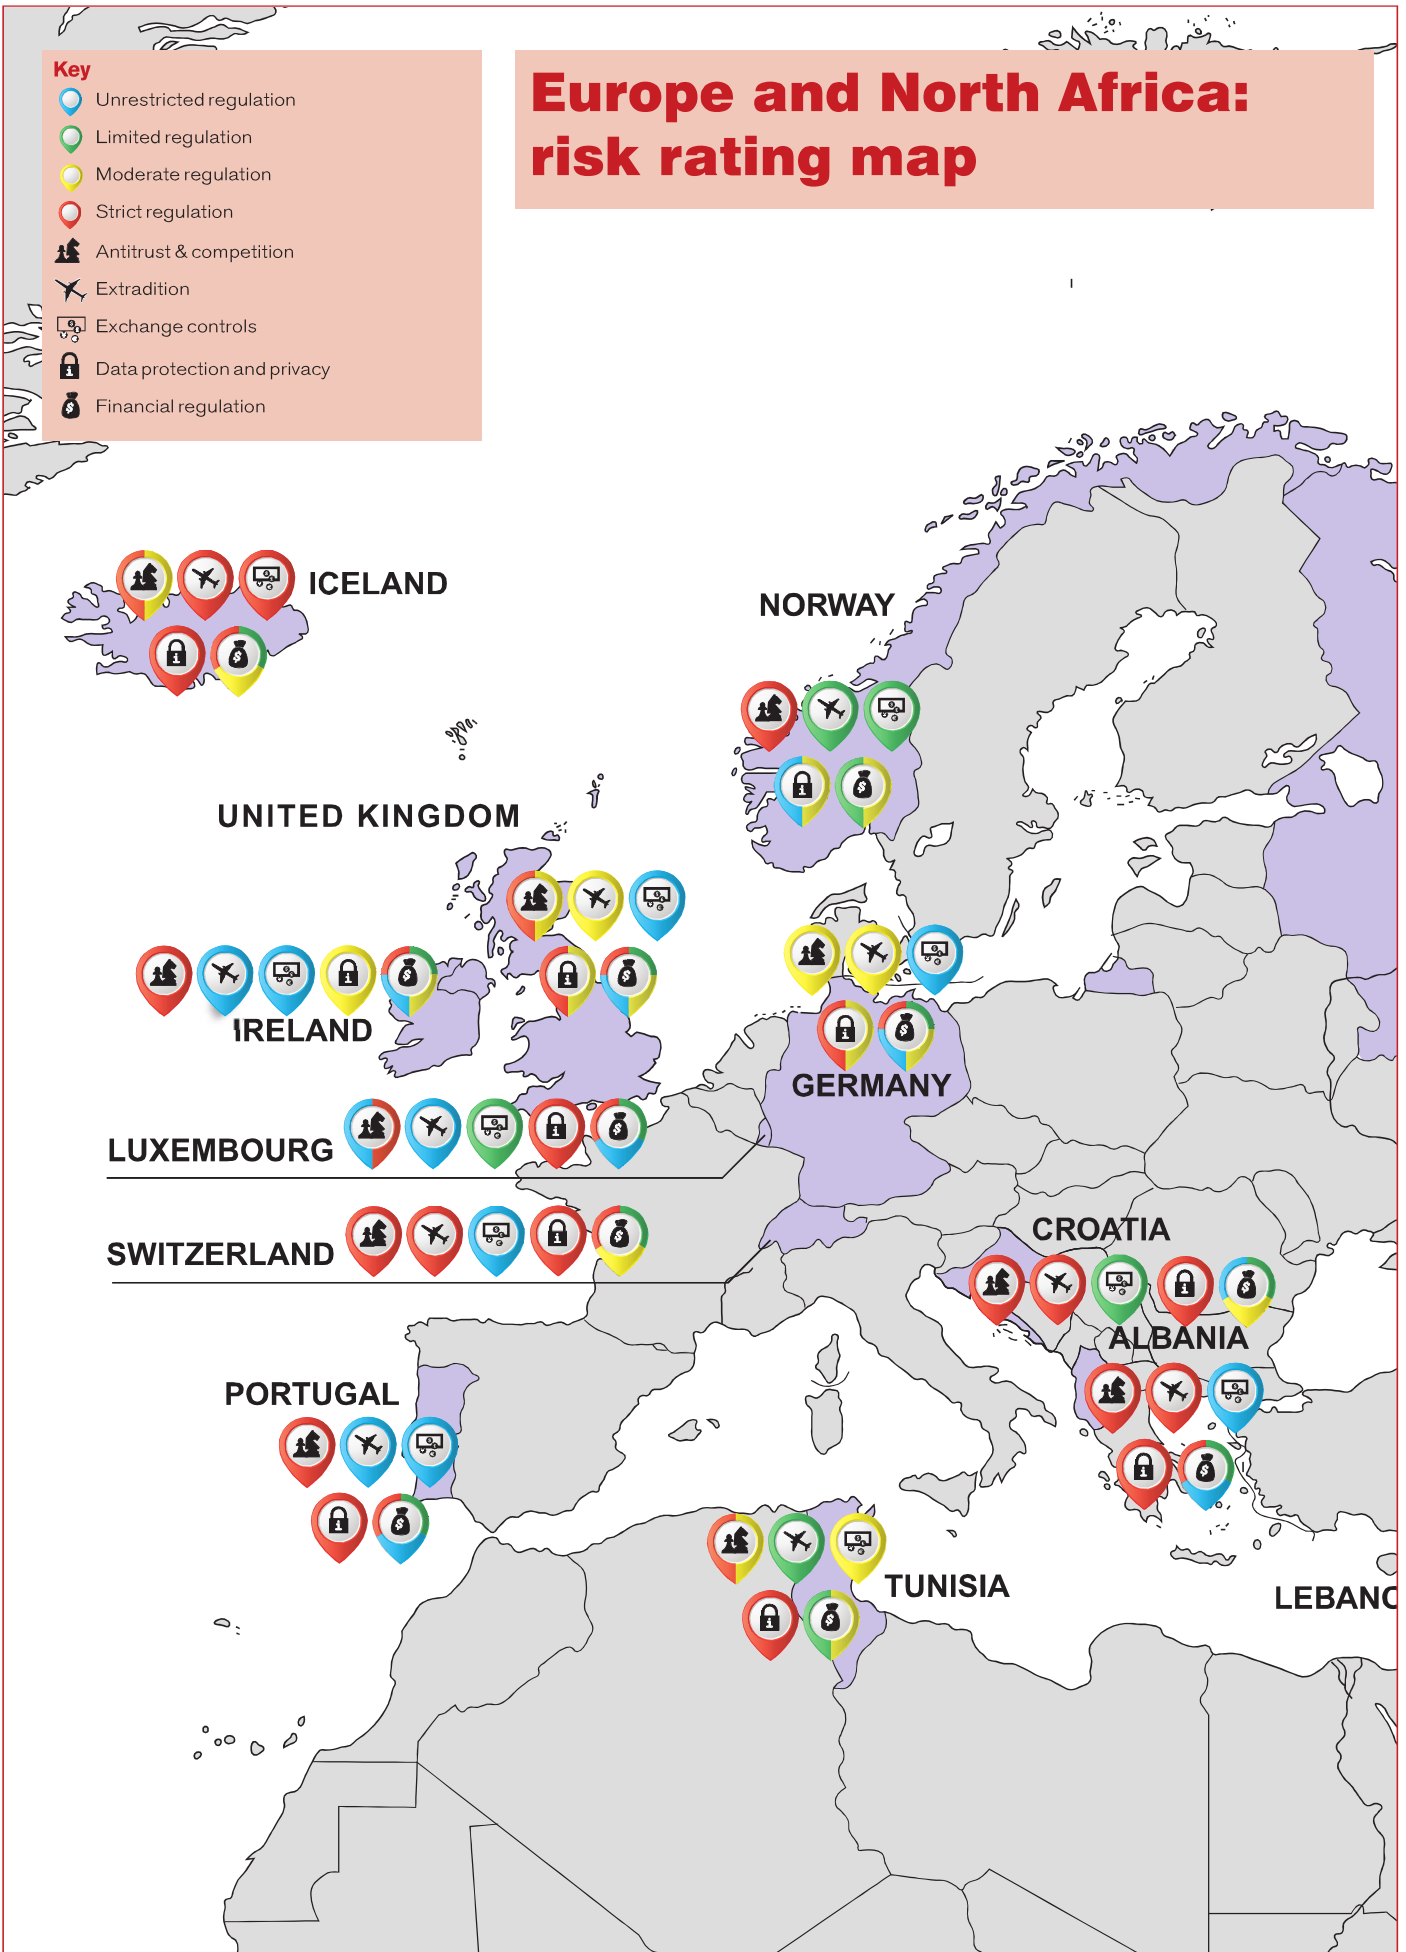 Key
Unrestricted regulation
Limited regulation
Moderate regulation
Strict regulation
Antitrust & competition
Extradition
Exchange controls
Data protection and privacy
Financial regulation
Europe and North Africa:
risk rating map
ICELAND
NORWAY
UNITED KINGDOM
IRELAND
GERMANY
LUXEMBOURG
SWITZERLAND
CROATIA
ALBANIA
PORTUGAL
TUNISIA
LEBANC